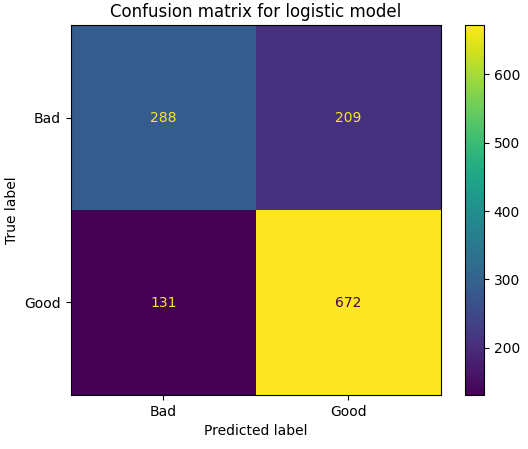 Confusion matrix for logistic model
Bad
288
209
Good
131
672
Bad
Good
Predicted label
True label
600
500
400
300
200